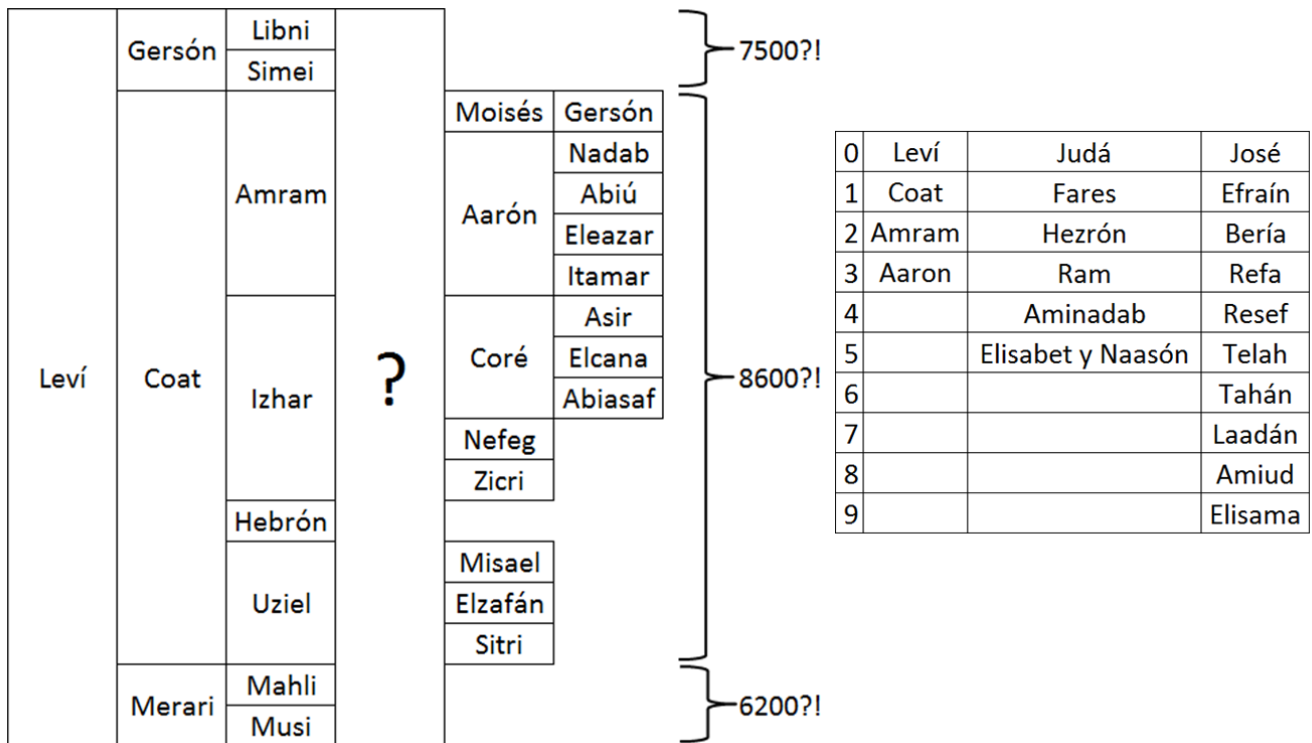 Leví
Gersón
Libni
Simei
7500?!
Coat
Amram
Moisés Gersón
Aarón
Nadab
Abiú
Eleazar
Itamar
Izhar
Coré
Asir
Elcana
Abiasaf
Nefeg
Zicri
Hebrón
Uziel
Misael
Elzafán
Sitri
?
8600?!
Merari
Mahli
Musi
6200?!
0 Leví Judá José
1 Coat Fares Efraín
2 Amram Hezrón Bería
3 Aaron Ram Refa
4 Aminadab Resef
5 Elisabet y Naasón Telah
6 Tahán
7 Laadán
8 Amiud
9 Elisama